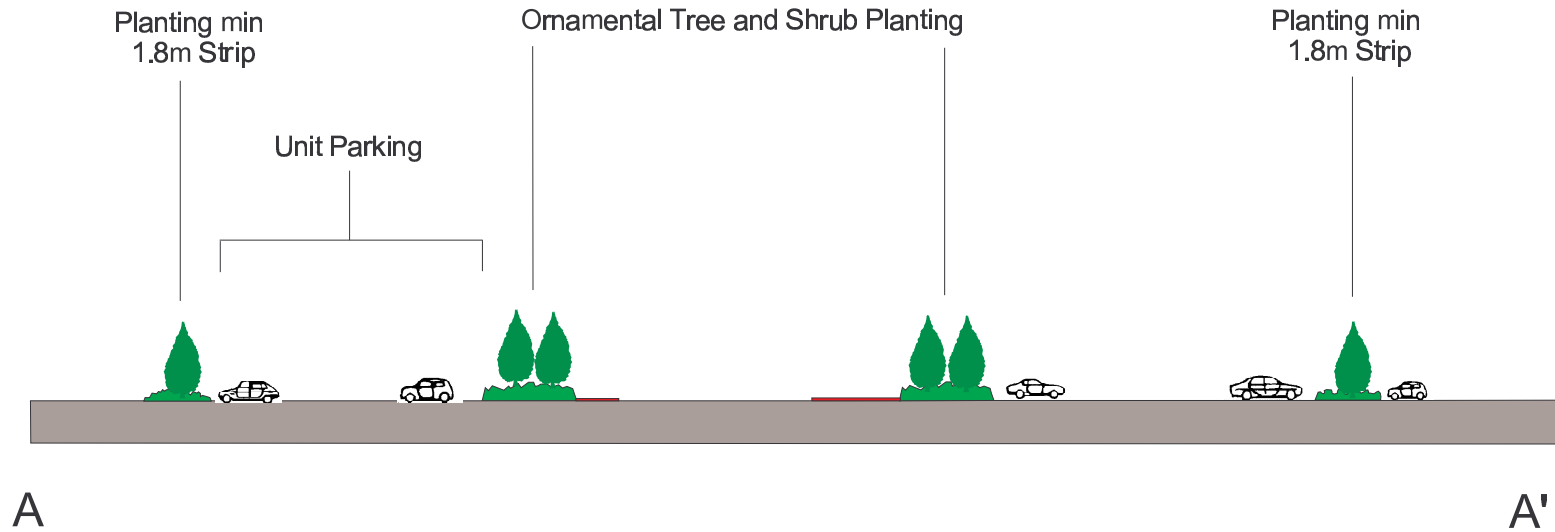 Planting min
1.8m Strip
Ornamental Tree and Shrub Planting
Planting min
1.8m Strip
Unit Parking
A
A'